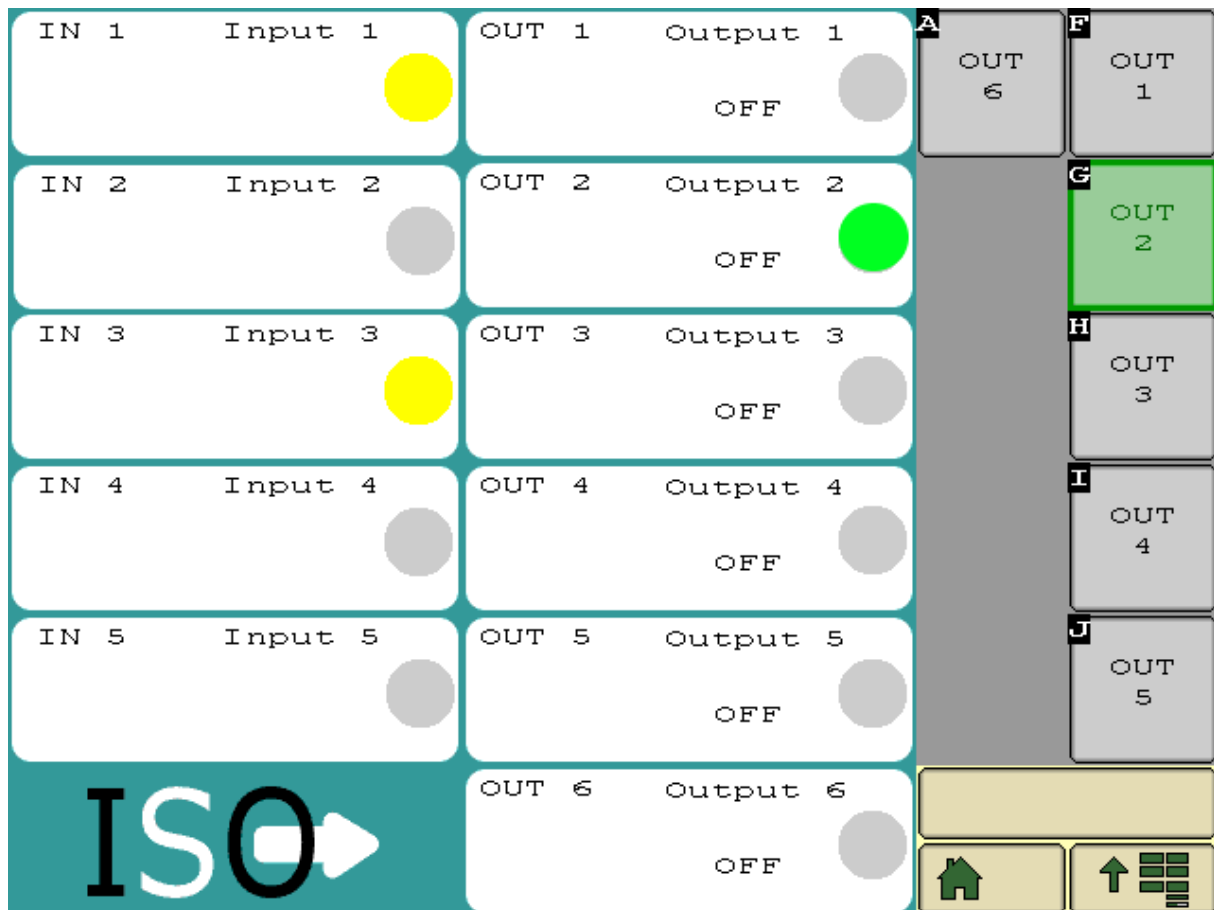 IN 1 Input 1
IN 2 Input 2
IN 3 Input 3
IN 4 Input 4
IN 5 Input 5
ISO
OUT 1 Output 1
OFF
OUT 2 Output 2
OFF
OUT 3 Output 3
OFF
OUT 4 Output 4
OFF
OUT 5 Output 5
OFF
OUT 6 Output 6
OFF
A
OUT
6
F
OUT
1
G
OUT
2
H
OUT
3
I
OUT
4
J
OUT
5